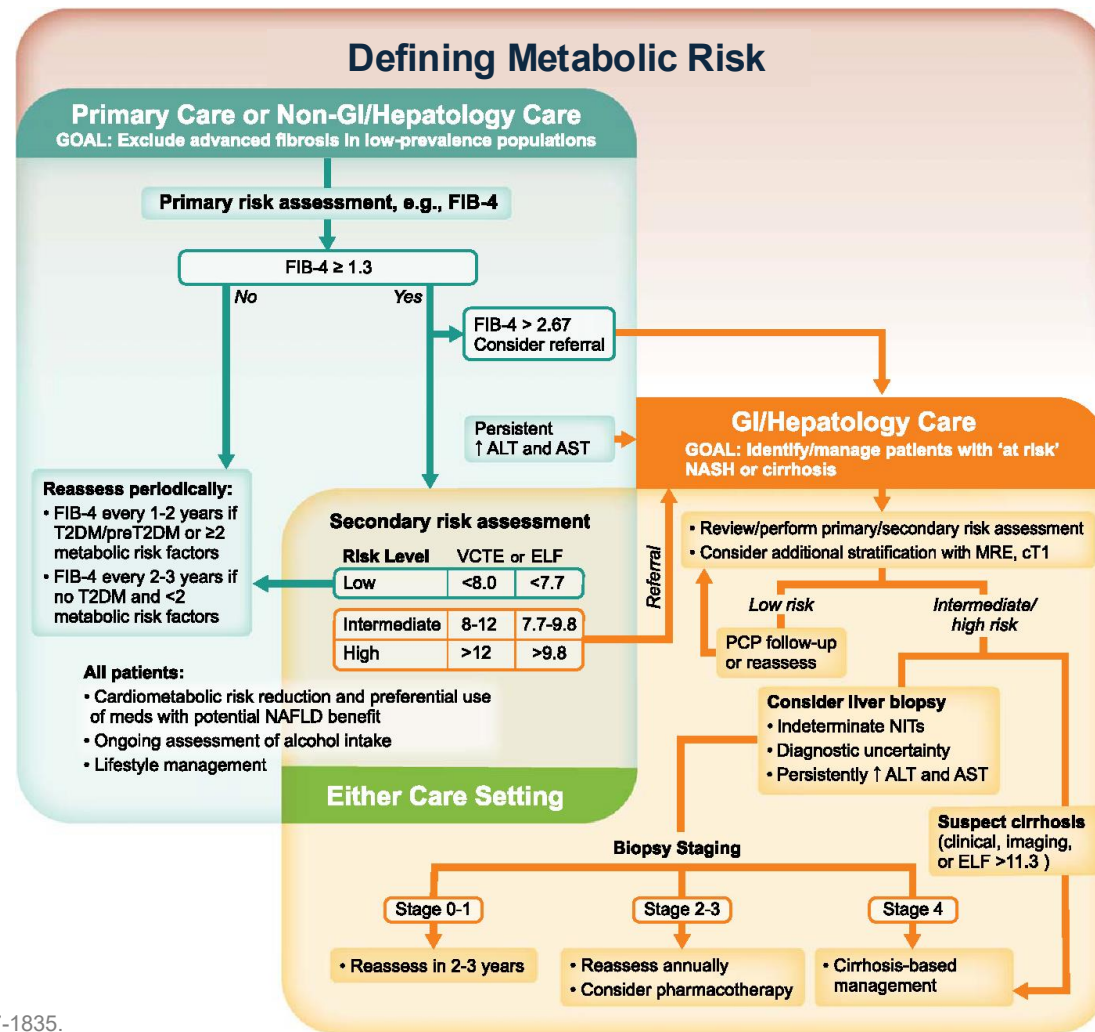 Defining Metabolic Risk
Primary Care or Non-GI/Hepatology Care
GOAL: Exclude advanced fibrosis in low-prevalence populations
Primary risk assessment, e.g., FIB-4
FIB-4 ≥ 1.3
No
Yes
FIB-4 > 2.67
Consider referral
Persistent
↑ ALT and AST
GI/Hepatology Care
GOAL: Identify/manage patients with ‘at risk’
NASH or cirrhosis
Reassess periodically:
• FIB-4 every 1-2 years if
T2DM/preT2DM or ≥2
metabolic risk factors
• FIB-4 every 2-3 years if
no T2DM and <2
metabolic risk factors
Secondary risk assessment
Risk Level VCTE or ELF
Low <8.0 <7.7
Intermediate 8-12 7.7-9.8
High >12 >9.8
Referral
• Review/perform primary/secondary risk assessment
• Consider additional stratification with MRE, cT1
Low risk
Intermediate/
high risk
PCP follow-up
or reassess
All patients:
• Cardiometabolic risk reduction and preferential use
of meds with potential NAFLD benefit
• Ongoing assessment of alcohol intake
• Lifestyle management
Consider liver biopsy
• Indeterminate NITs
• Diagnostic uncertainty
• Persistently ↑ ALT and AST
Either Care Setting
Suspect cirrhosis
(clinical, imaging,
or ELF >11.3 )
Biopsy Staging
Stage 0-1
Stage 2-3
Stage 4
• Reassess in 2-3 years
• Reassess annually
• Consider pharmacotherapy
• Cirrhosis-based
management
-1835.